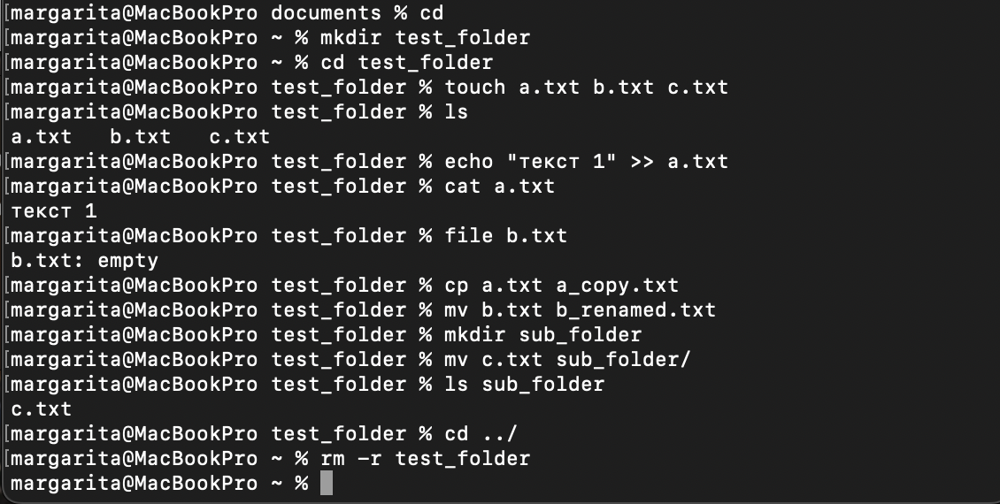 [margarita@MacBookPro documents % cd
[margarita@MacBookPro ~ % mkdir test_folder
[margarita@MacBookPro ~ % cd test_folder
[margarita@MacBookPro test_folder % touch a.txt b.txt c.txt
[margarita@MacBookPro test_folder % ls
a.txt   b.txt   c.txt
[margarita@MacBookPro test_folder % echo "текст 1" >> a.txt
[margarita@MacBookPro test_folder % cat a.txt
текст 1
[margarita@MacBookPro test_folder % file b.txt
b.txt: empty
[margarita@MacBookPro test_folder % cp a.txt a_copy.txt
[margarita@MacBookPro test_folder % mv b.txt b_renamed.txt
[margarita@MacBookPro test_folder % mkdir sub_folder
[margarita@MacBookPro test_folder % mv c.txt sub_folder/
[margarita@MacBookPro test_folder % ls sub_folder
c.txt
[margarita@MacBookPro test_folder % cd ../
[margarita@MacBookPro ~ % rm -r test_folder
margarita@MacBookPro ~ %